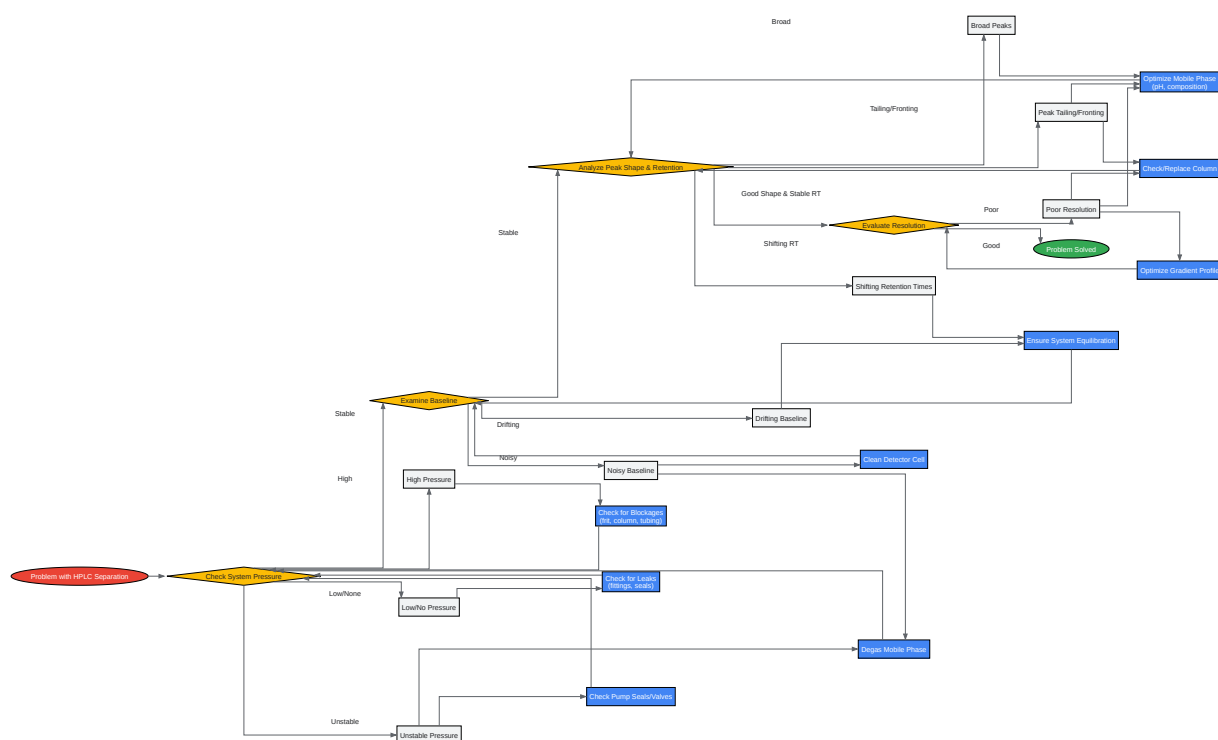 Broad
Broad Peaks
Optimize Mobile Phase
(pH, composition)
Tailing/Fronting
Peak Tailing/Fronting
Analyze Peak Shape & Retention
Check/Replace Column
Good Shape & Stable RT
Poor
Poor Resolution
Evaluate Resolution
Stable
Shifting RT
Good
Problem Solved
Optimize Gradient Profile
Shifting Retention Times
Ensure System Equilibration
Examine Baseline
Stable
Drifting
Drifting Baseline
Noisy
Clean Detector Cell
Noisy Baseline
High
High Pressure
Check for Blockages
(frit, column, tubing)
Problem with HPLC Separation
Check System Pressure
Check for Leaks
(fittings, seals)
Low/None
Low/No Pressure
Degas Mobile Phase
Check Pump Seals/Valves
Unstable
Unstable Pressure